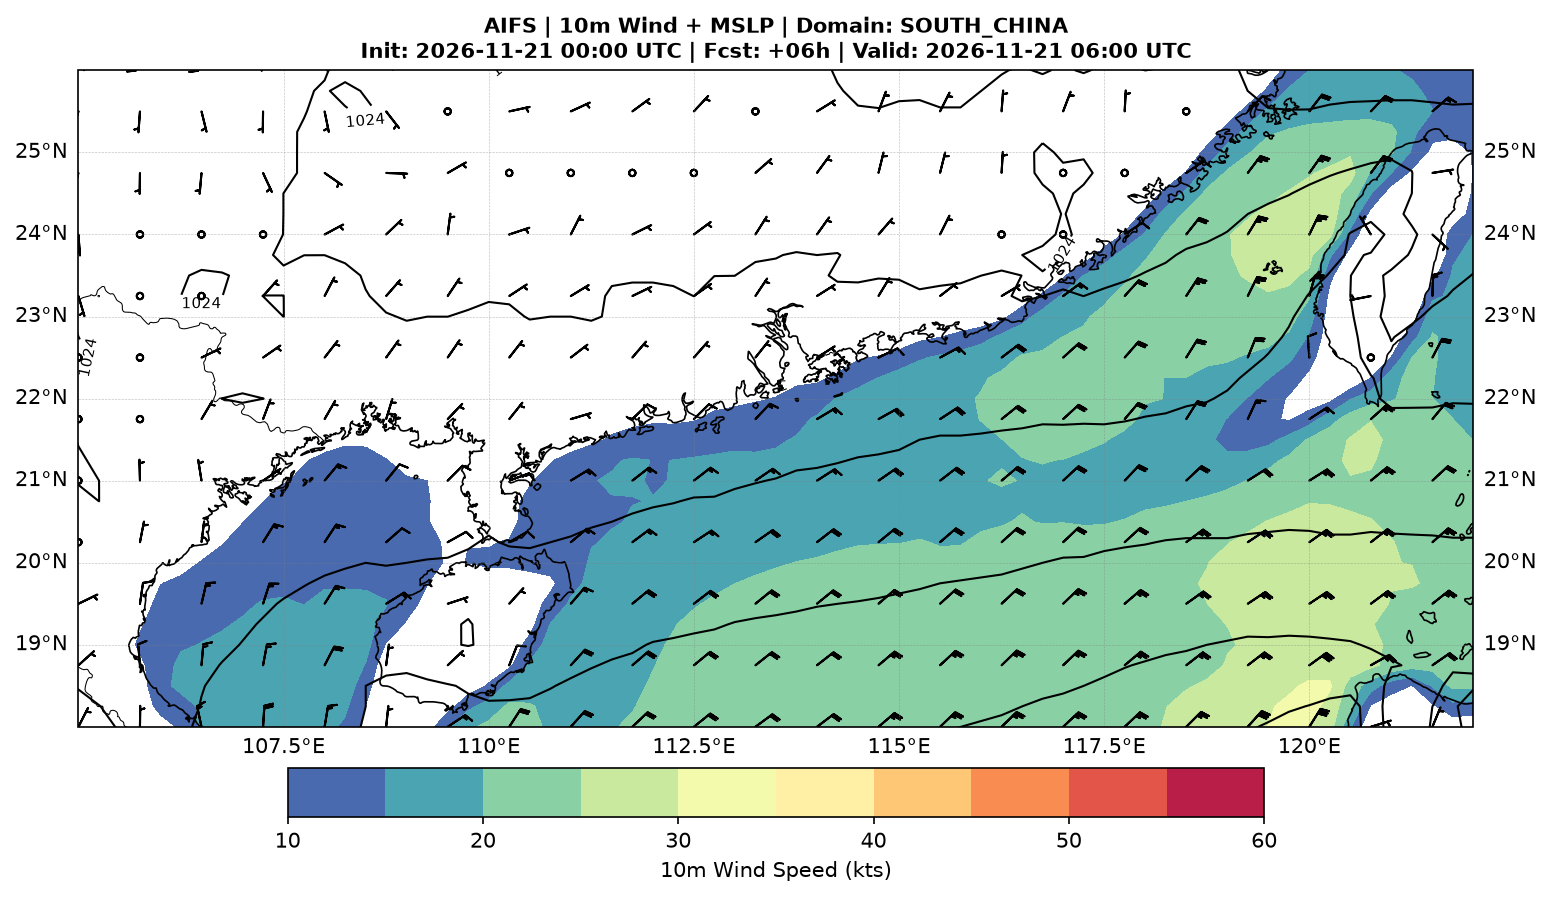 AIFS | 10m Wind + MSLP | Domain: SOUTH_CHINA
Init: 2026-11-21 00:00 UTC | Fcst: +06h | Valid: 2026-11-21 06:00 UTC
1024
1024
1024
1024
25°N 25°N
24°N 24°N
23°N 23°N
22°N 22°N
21°N 21°N
20°N 20°N
19°N 19°N
107.5°E 110°E 112.5°E 115°E 117.5°E 120°E
10 20 30 40 50 60
10m Wind Speed (kts)